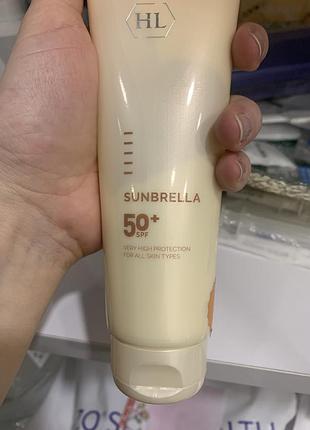 HL
SUNBRELLA
50+
SPF
VERY HIGH PROTECTION
FOR ALL SKIN TYPES